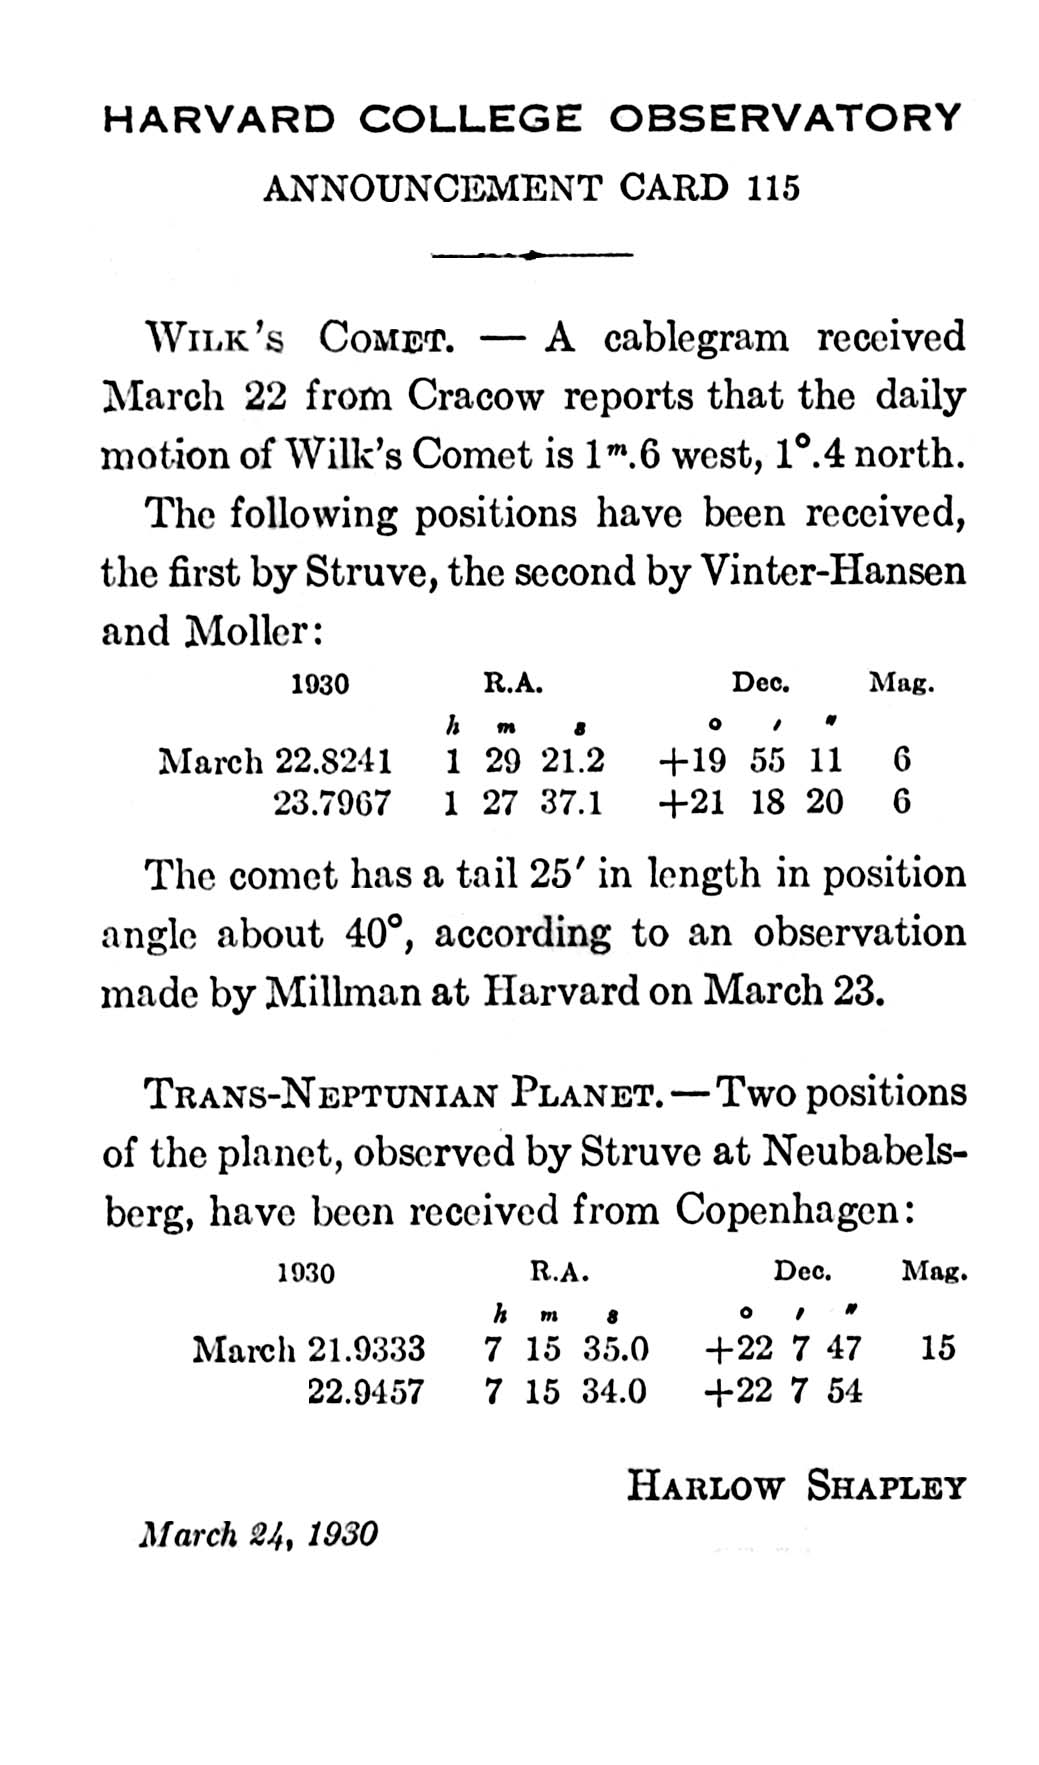 HARVARD COLLEGE OBSERVATORY
ANNOUNCEMENT CARD 115
WILK'S COMET. — A cablegram received
March 22 from Cracow reports that the daily
motion of Wilk's Comet is 1ᵐ.6 west, 1°.4 north.
The following positions have been received,
the first by Struve, the second by Vinter-Hansen
and Moller:
1930 R.A. Dec. Mag.
h m s ° ′ ″
March 22.8241 1 29 21.2 +19 55 11 6
23.7967 1 27 37.1 +21 18 20 6
The comet has a tail 25′ in length in position
angle about 40°, according to an observation
made by Millman at Harvard on March 23.
TRANS-NEPTUNIAN PLANET. — Two positions
of the planet, observed by Struve at Neubabels-
berg, have been received from Copenhagen:
1930 R.A. Dec. Mag.
h m s ° ′ ″
March 21.9333 7 15 35.0 +22 7 47 15
22.9457 7 15 34.0 +22 7 54
HARLOW SHAPLEY
March 24, 1930